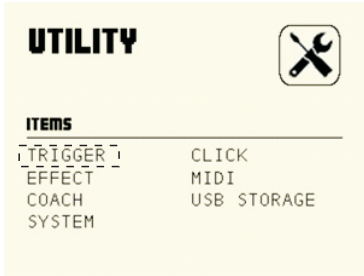 UTILITY
ITEMS
TRIGGER CLICK
EFFECT MIDI
COACH USB STORAGE
SYSTEM